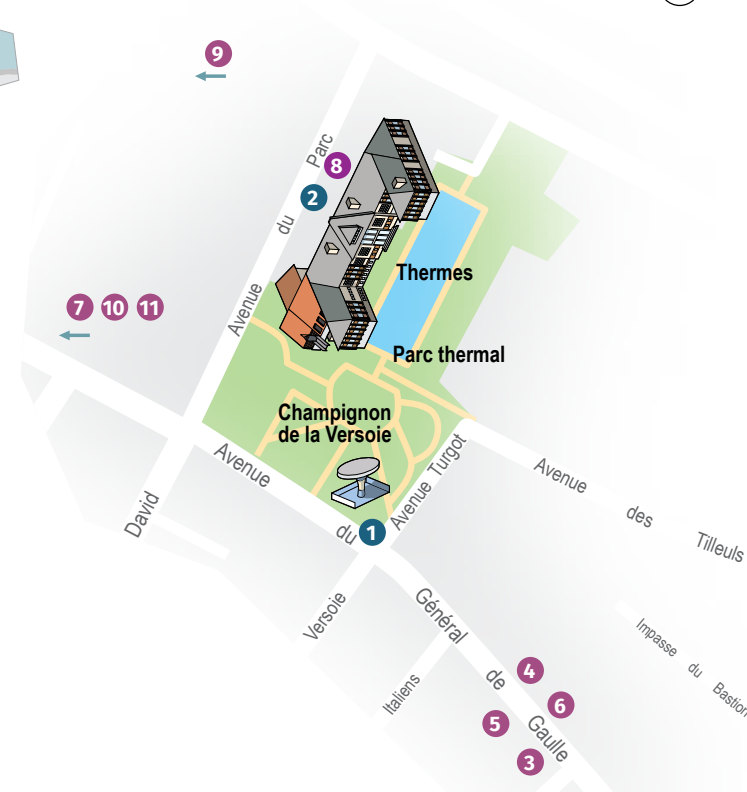 9
Parc
8
2
du
Thermes
7 10 11
Avenue
Parc thermal
Champignon
de la Versoie
Avenue
Avenue Turgot
Avenue
des
Tilleuls
David
du
1
Versoie
Général
Impasse
du
Bastion
Italiens
de
4
6
5
Gaulle
3